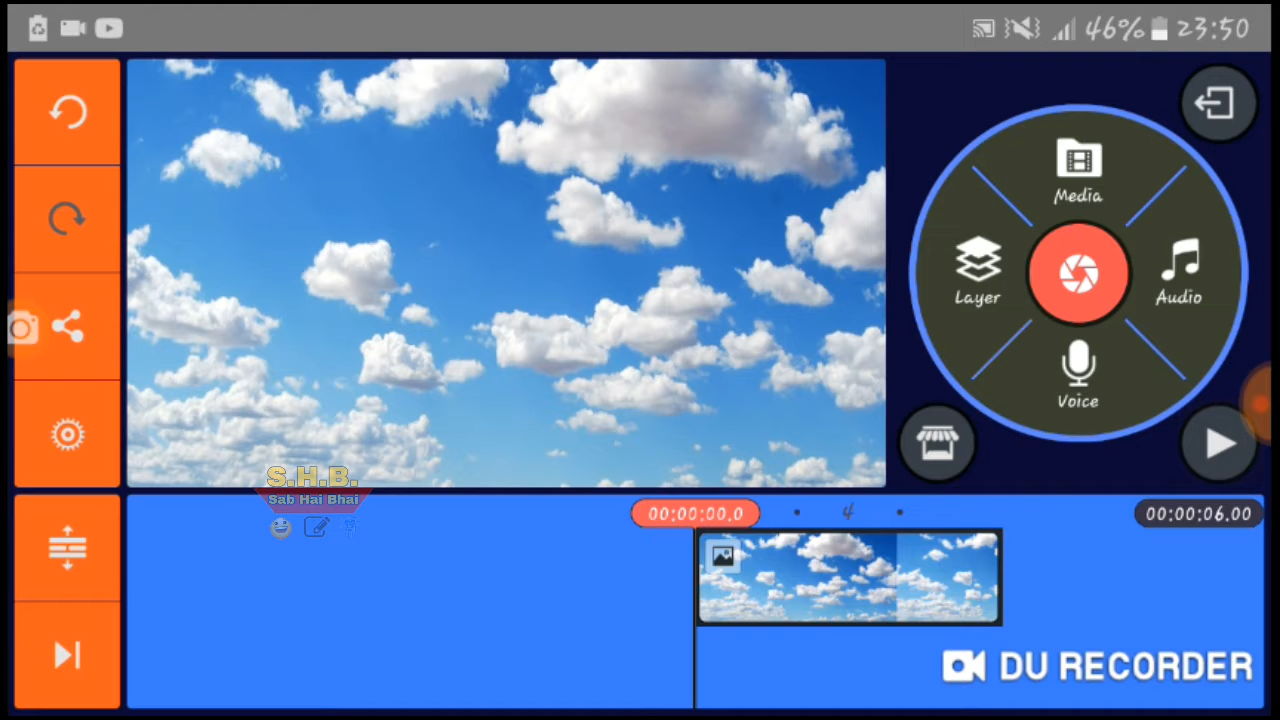 46% 23:50
Media
Layer
Audio
Voice
S.H.B.
Sab Hai Bhai
00:00:00.0
4
00:00:06.00
DU RECORDER